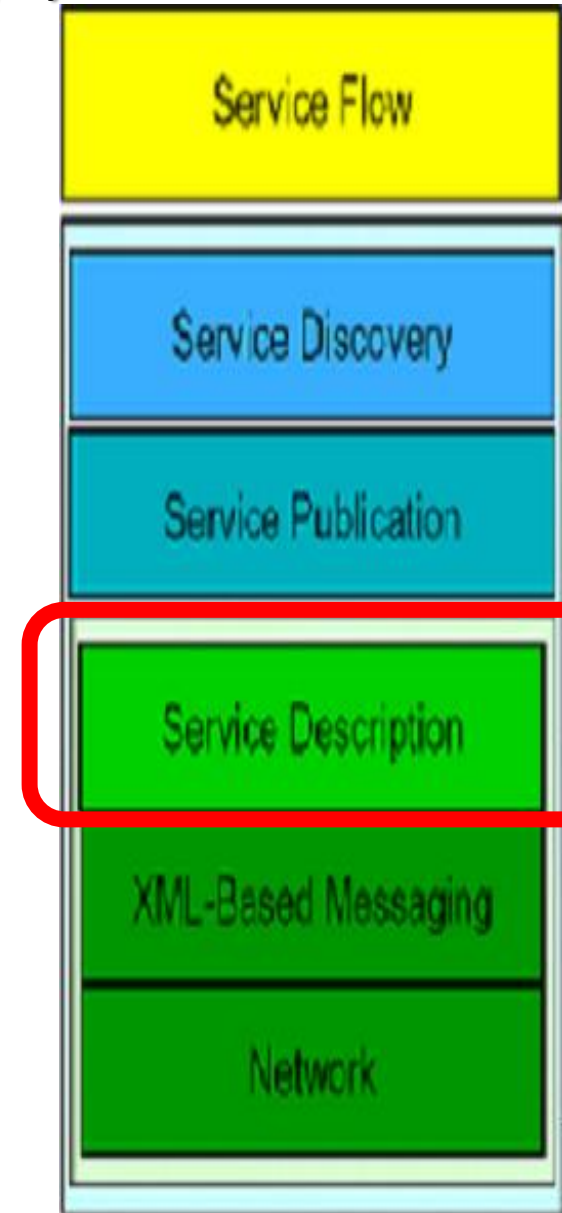 Service Flow
Service Discovery
Service Publication
Service Description
XML-Based Messaging
Network